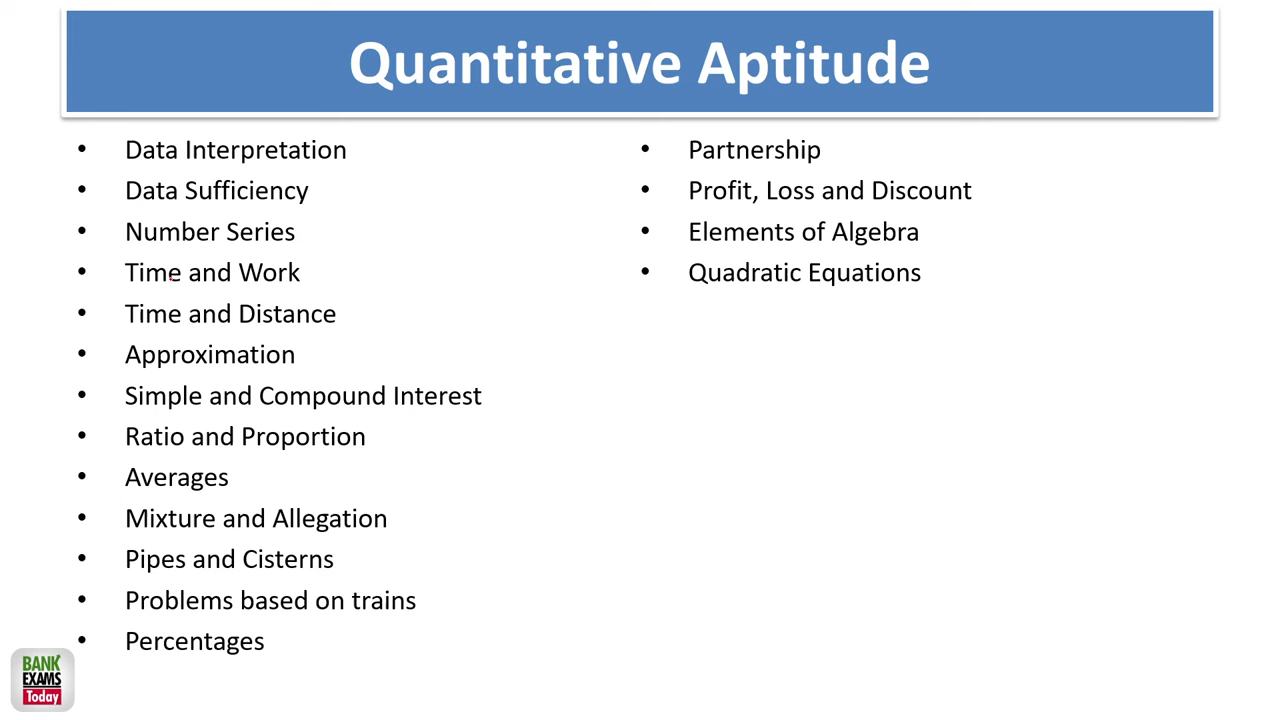 Quantitative Aptitude
• Data Interpretation
• Data Sufficiency
• Number Series
• Time and Work
• Time and Distance
• Approximation
• Simple and Compound Interest
• Ratio and Proportion
• Averages
• Mixture and Allegation
• Pipes and Cisterns
• Problems based on trains
• Percentages
• Partnership
• Profit, Loss and Discount
• Elements of Algebra
• Quadratic Equations
BANK
EXAMS
Today